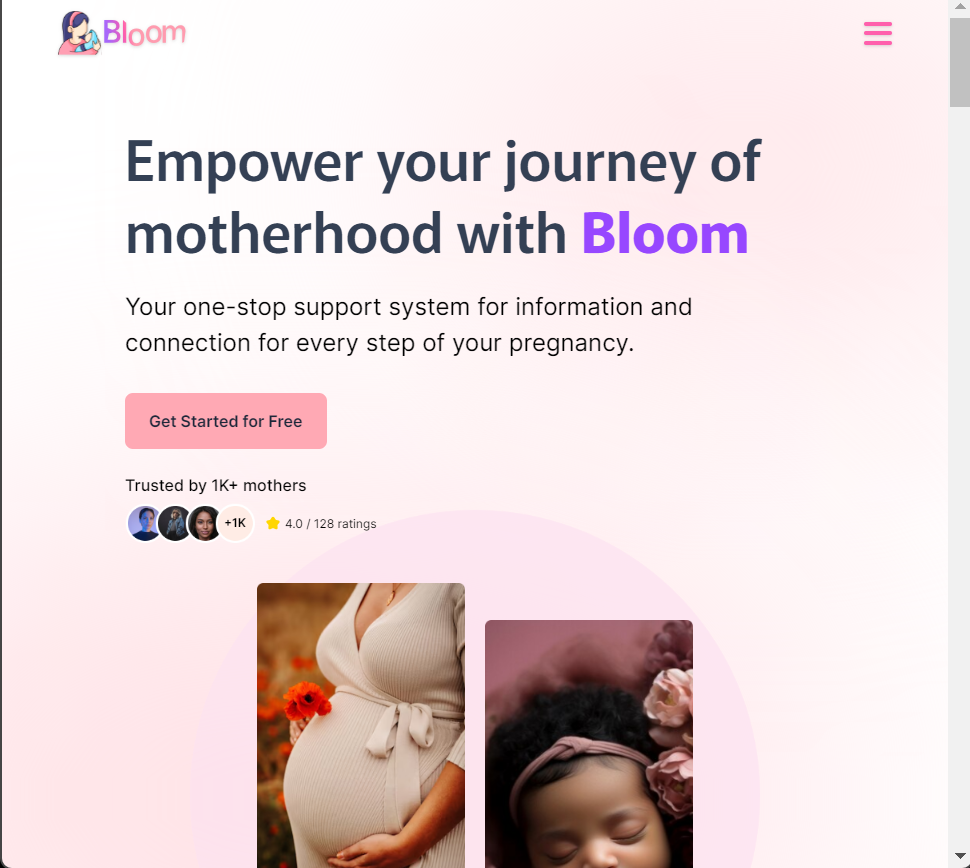 Bloom
Empower your journey of
motherhood with Bloom
Your one-stop support system for information and
connection for every step of your pregnancy.
Get Started for Free
Trusted by 1K+ mothers
+1K
4.0 / 128 ratings